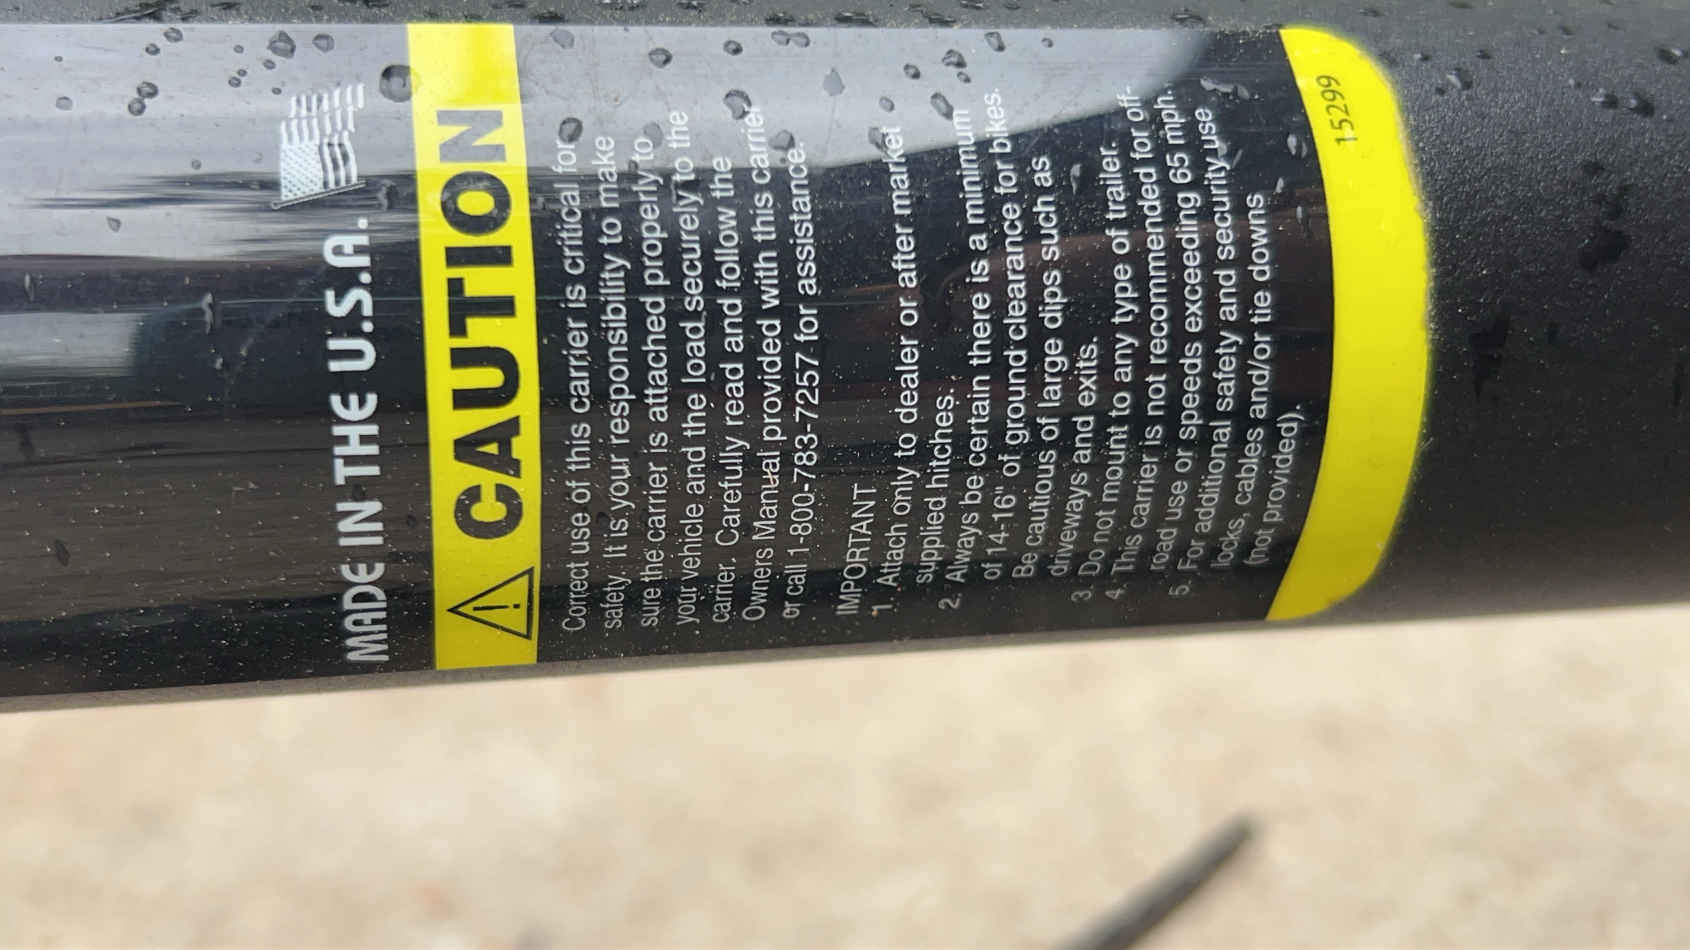 MADE IN THE U.S.A.
CAUTION
Correct use of this carrier is critical for
safety. It is your responsibility to make
sure the carrier is attached properly to
your vehicle and the load securely to the
carrier. Carefully read and follow the
Owners Manual provided with this carrier
or call 1-800-783-7257 for assistance.
IMPORTANT
1. Attach only to dealer or after market
supplied hitches.
2. Always be certain there is a minimum
of 14-16" of ground clearance for bikes.
Be cautious of large dips such as
driveways and exits.
3. Do not mount to any type of trailer.
4. This carrier is not recommended for off-
road use or speeds exceeding 65 mph.
5. For additional safety and security use
locks, cables and/or tie downs
(not provided).
15299